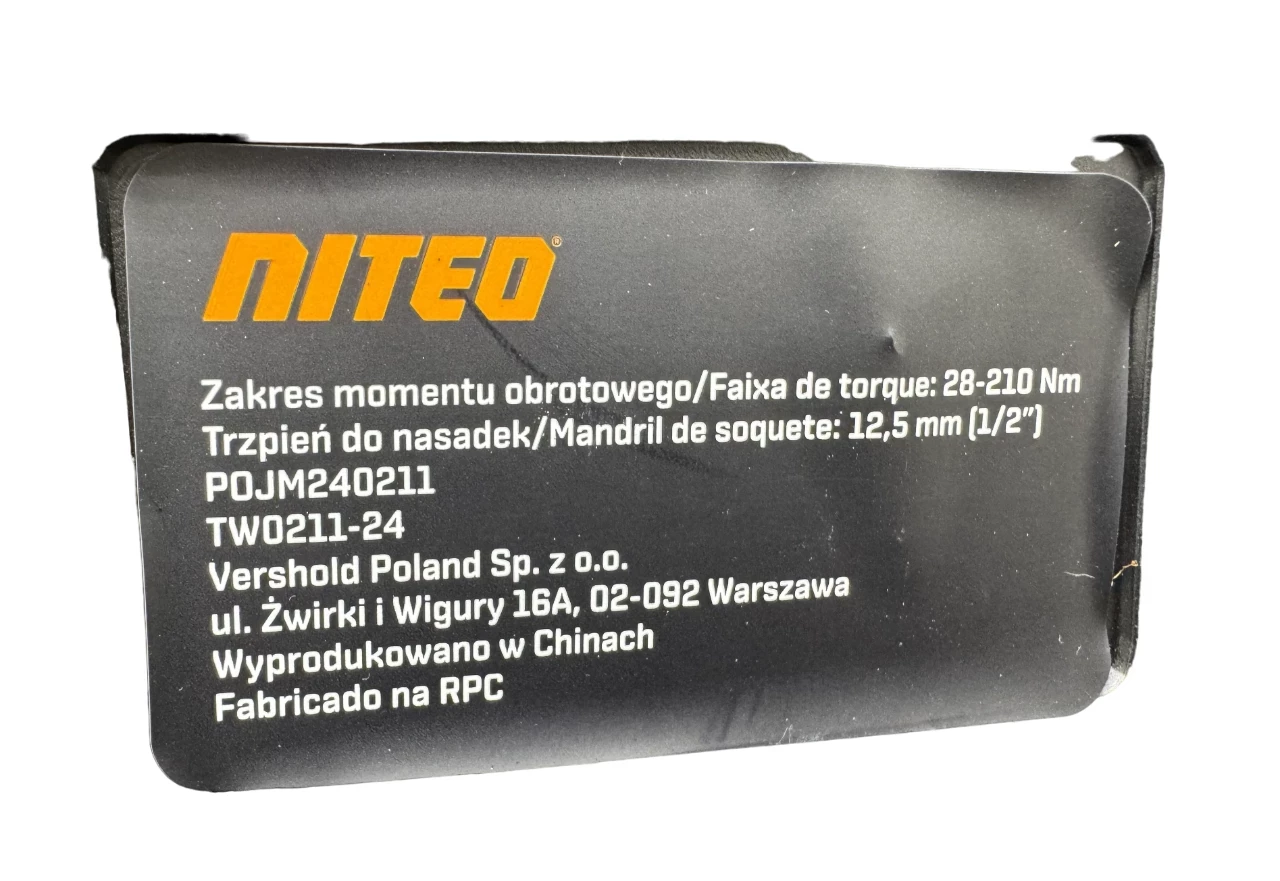 NITEO®
Zakres momentu obrotowego/Faixa de torque: 28-210 Nm
Trzpień do nasadek/Mandril de soquete: 12,5 mm (1/2")
POJM240211
TW0211-24
Vershold Poland Sp. z o.o.
ul. Żwirki i Wigury 16A, 02-092 Warszawa
Wyprodukowano w Chinach
Fabricado na RPC